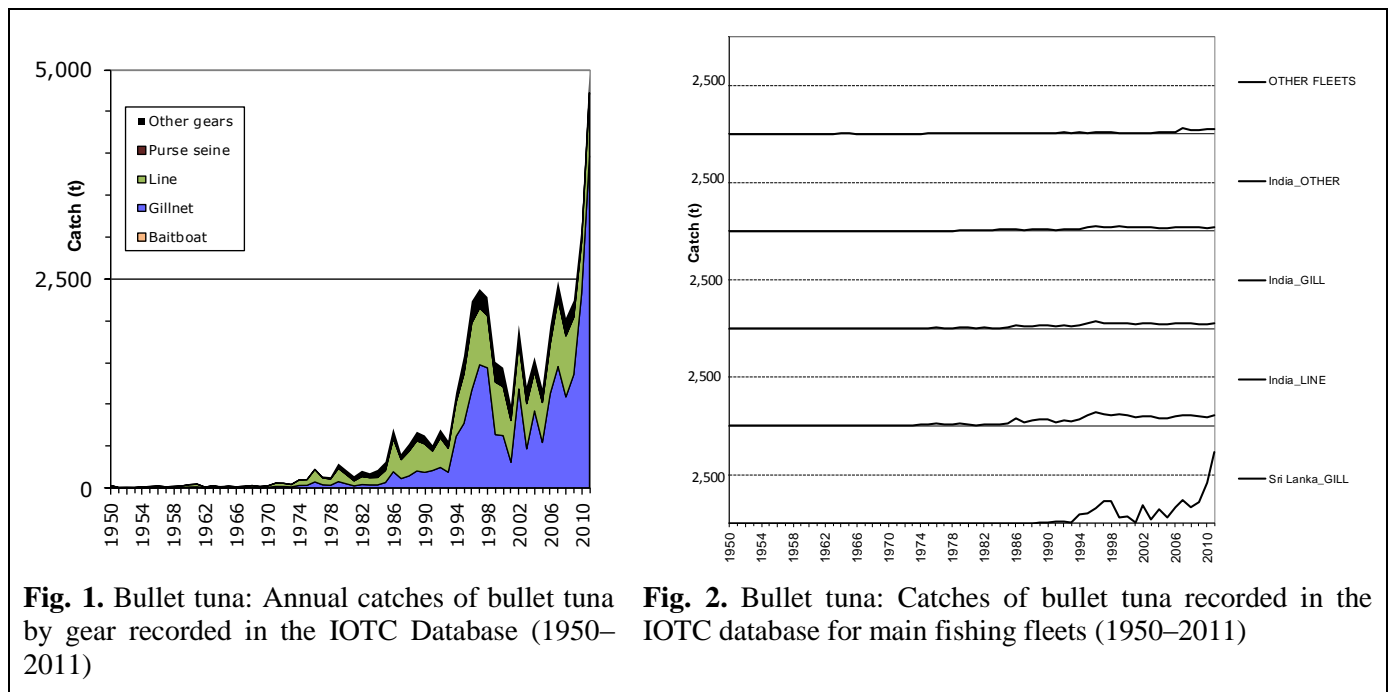 5,000
Other gears
Purse seine
Line
Gillnet
Baitboat
Catch (t)
2,500
0
1950
1954
1958
1962
1966
1970
1974
1978
1982
1986
1990
1994
1998
2002
2006
2010
2,500
OTHER FLEETS
2,500
India_OTHER
Catch (t)
2,500
India_GILL
2,500
India_LINE
2,500
Sri Lanka_GILL
1950
1954
1958
1962
1966
1970
1974
1978
1982
1986
1990
1994
1998
2002
2006
2010
Fig. 1. Bullet tuna: Annual catches of bullet tuna
by gear recorded in the IOTC Database (1950–
2011)
Fig. 2. Bullet tuna: Catches of bullet tuna recorded in the
IOTC database for main fishing fleets (1950–2011)